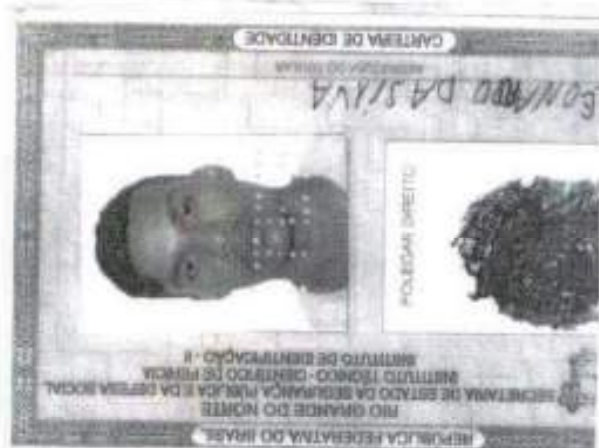 REPÚBLICA FEDERATIVA DO BRASIL
RIO GRANDE DO NORTE
SECRETARIA DE ESTADO DA SEGURANÇA PÚBLICA E DA DEFESA SOCIAL
INSTITUTO TÉCNICO - CIENTÍFICO DE PERÍCIA
INSTITUTO DE IDENTIFICAÇÃO - II
POLEGAR DIREITO
DA SILVA
ASSINATURA DO TITULAR
CARTEIRA DE IDENTIDADE